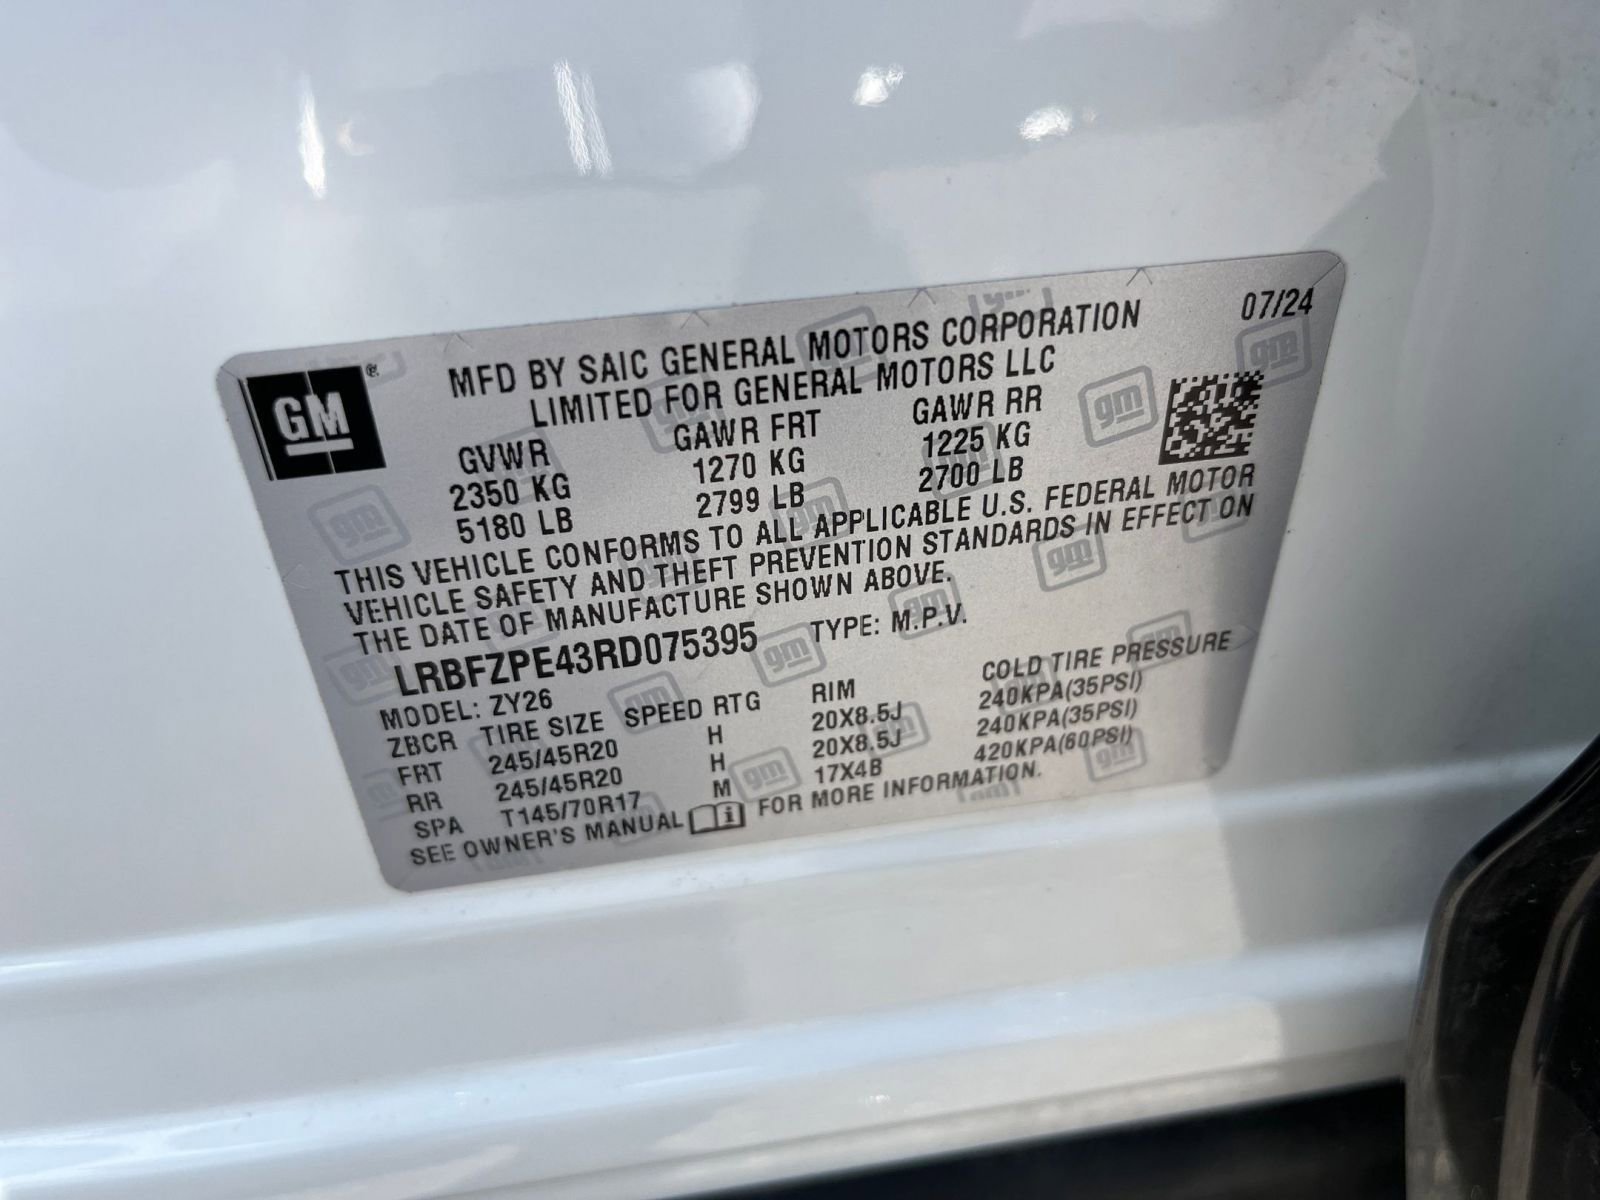 GM ®
MFD BY SAIC GENERAL MOTORS CORPORATION 07/24
LIMITED FOR GENERAL MOTORS LLC
GVWR GAWR FRT GAWR RR
2350 KG 1270 KG 1225 KG
5180 LB 2799 LB 2700 LB
THIS VEHICLE CONFORMS TO ALL APPLICABLE U.S. FEDERAL MOTOR
VEHICLE SAFETY AND THEFT PREVENTION STANDARDS IN EFFECT ON
THE DATE OF MANUFACTURE SHOWN ABOVE.
LRBFZPE43RD075395 TYPE: M.P.V.
MODEL: ZY26
ZBCR TIRE SIZE SPEED RTG RIM COLD TIRE PRESSURE
FRT 245/45R20 H 20X8.5J 240KPA(35PSI)
RR 245/45R20 H 20X8.5J 240KPA(35PSI)
SPA T145/70R17 M 17X4B 420KPA(60PSI)
SEE OWNER'S MANUAL FOR MORE INFORMATION.